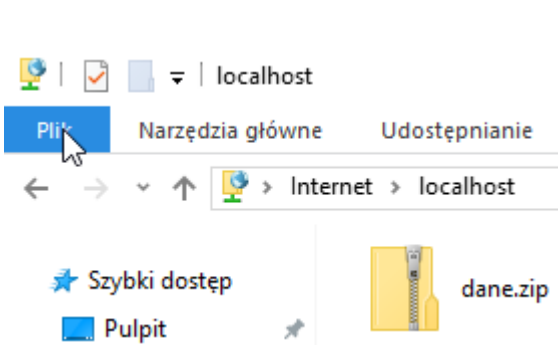 localhost
Plik Narzędzia główne Udostępnianie
Internet localhost
Szybki dostęp
dane.zip
Pulpit